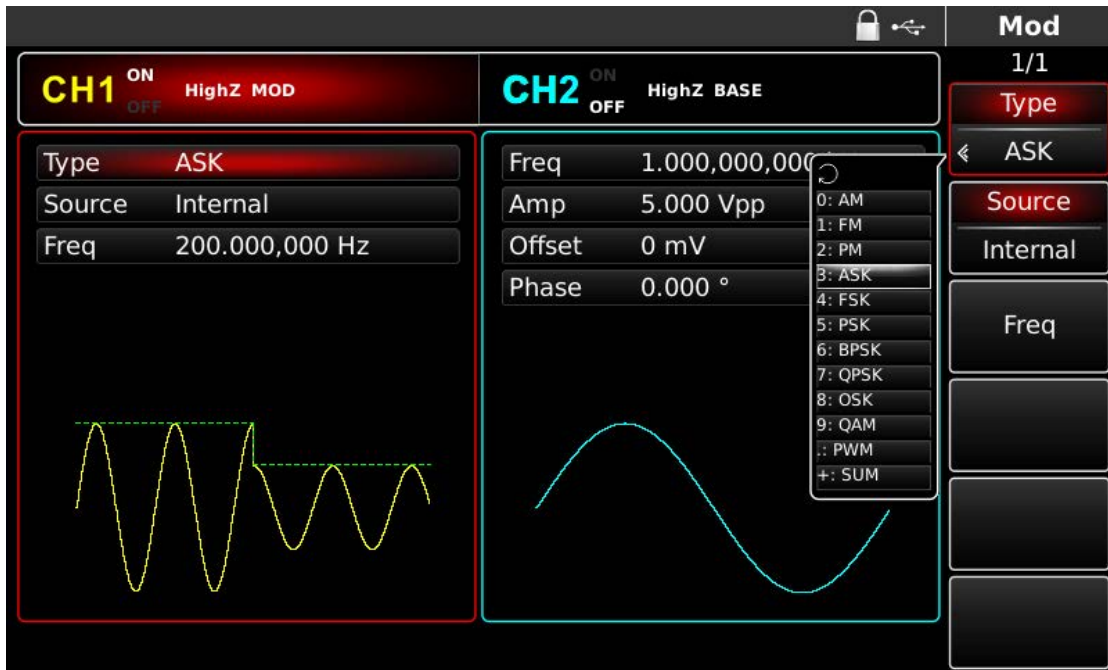 Mod
1/1
CH1 ON OFF HighZ MOD
CH2 ON OFF HighZ BASE
Type ASK
Source Internal
Freq 200.000,000 Hz
Freq 1.000,000,000
Amp 5.000 Vpp
Offset 0 mV
Phase 0.000 °
0: AM
1: FM
2: PM
3: ASK
4: FSK
5: PSK
6: BPSK
7: QPSK
8: OSK
9: QAM
.: PWM
+: SUM
Type
ASK
Source
Internal
Freq